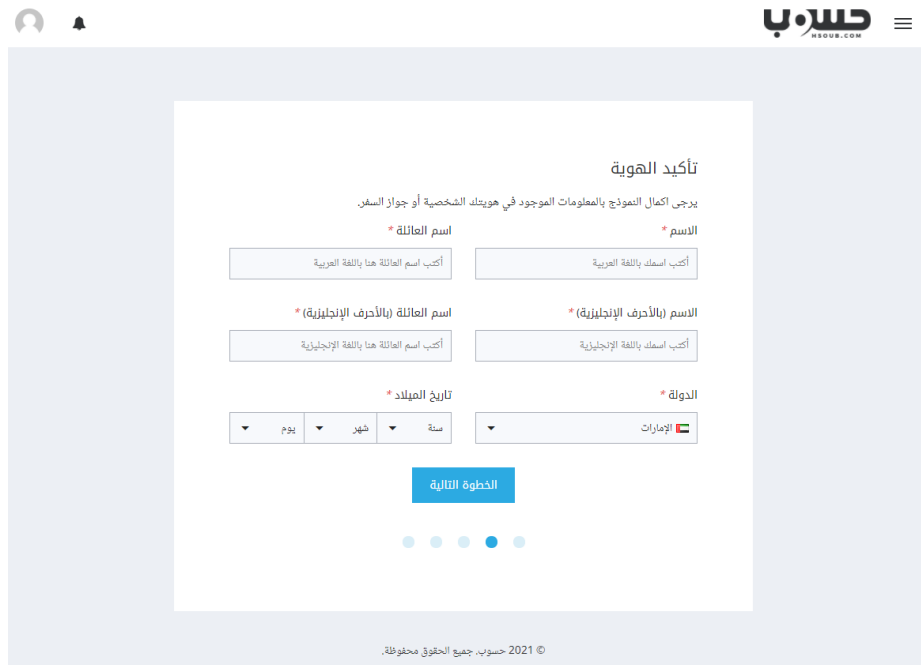 حسوب
HSOUB.COM
تأكيد الهوية
يرجى اكمال النموذج بالمعلومات الموجود في هويتك الشخصية أو جواز السفر.
الاسم * اسم العائلة *
أكتب اسمك باللغة العربية أكتب اسم العائلة هنا باللغة العربية
الاسم (بالأحرف الإنجليزية) * اسم العائلة (بالأحرف الإنجليزية) *
أكتب اسمك باللغة الإنجليزية أكتب اسم العائلة هنا باللغة الإنجليزية
الدولة * تاريخ الميلاد *
الإمارات سنة شهر يوم
الخطوة التالية
© 2021 حسوب. جميع الحقوق محفوظة.